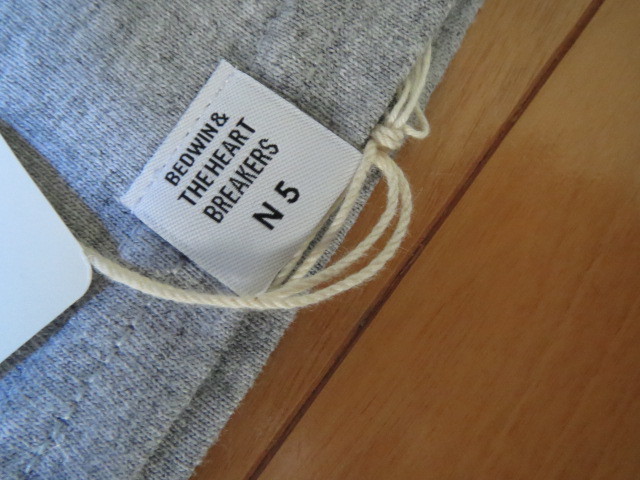 BEDWIN&
THE HEART
BREAKERS
N 5